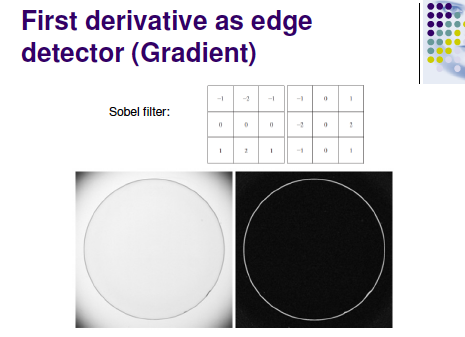 First derivative as edge
detector (Gradient)
Sobel filter:
-1 -2 -1 -1 0 1
0 0 0 -2 0 2
1 2 1 -1 0 1